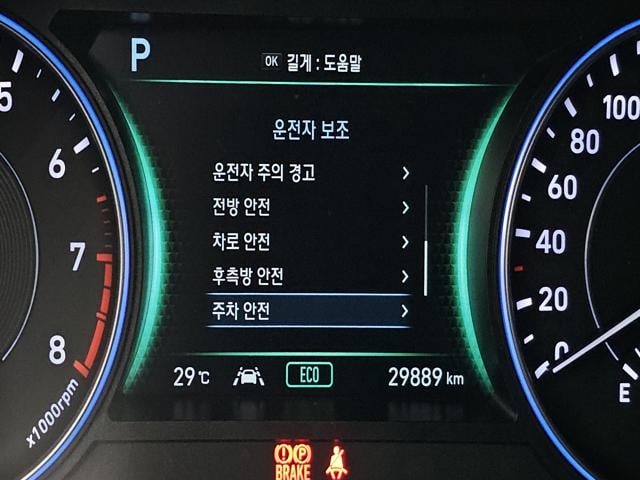 P
OK 길게 : 도움말
운전자 보조
운전자 주의 경고
전방 안전
차로 안전
후측방 안전
주차 안전
29℃ ECO 29889 km
5
6
7
8
x1000rpm
100
80
60
40
20
0
E
(!) (P)
BRAKE